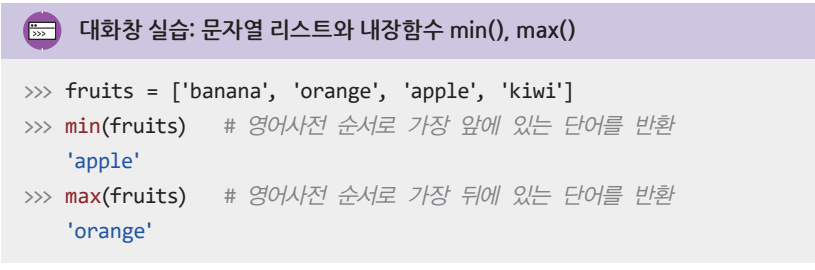 대화창 실습: 문자열 리스트와 내장함수 min(), max()
>>> fruits = ['banana', 'orange', 'apple', 'kiwi']
>>> min(fruits) # 영어사전 순서로 가장 앞에 있는 단어를 반환
'apple'
>>> max(fruits) # 영어사전 순서로 가장 뒤에 있는 단어를 반환
'orange'